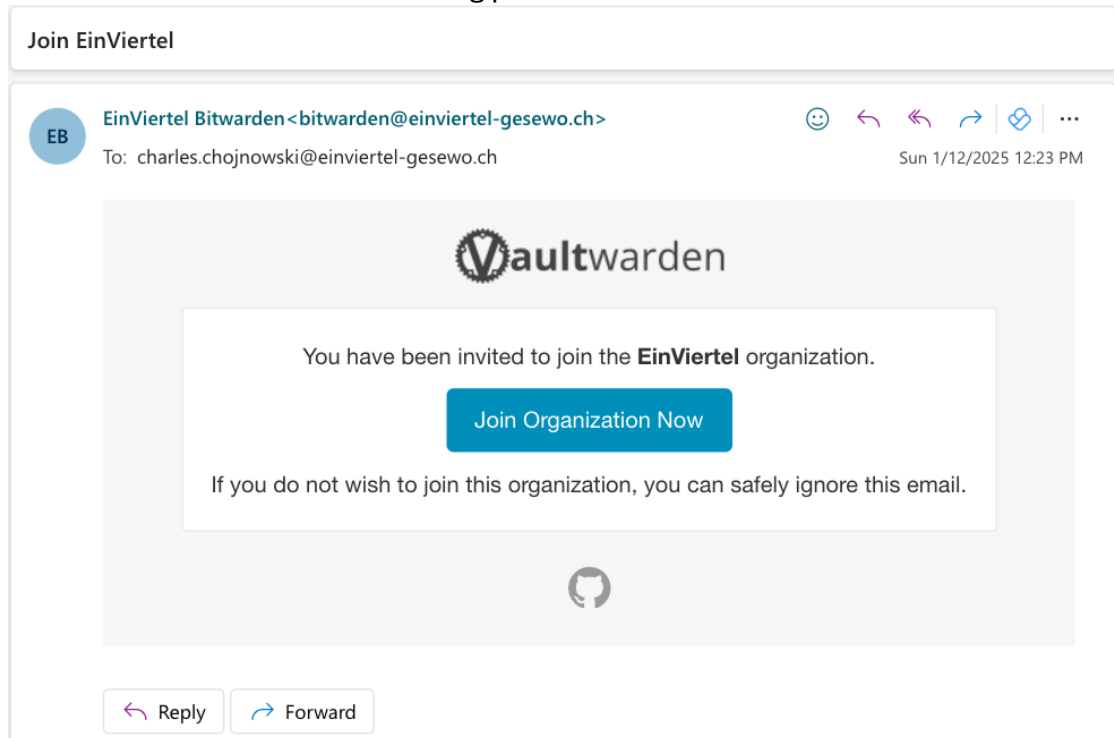 Join EinViertel
EB
EinViertel Bitwarden<bitwarden@einviertel-gesewo.ch>
To: charles.chojnowski@einviertel-gesewo.ch
Sun 1/12/2025 12:23 PM
Vaultwarden
You have been invited to join the EinViertel organization.
Join Organization Now
If you do not wish to join this organization, you can safely ignore this email.
Reply
Forward